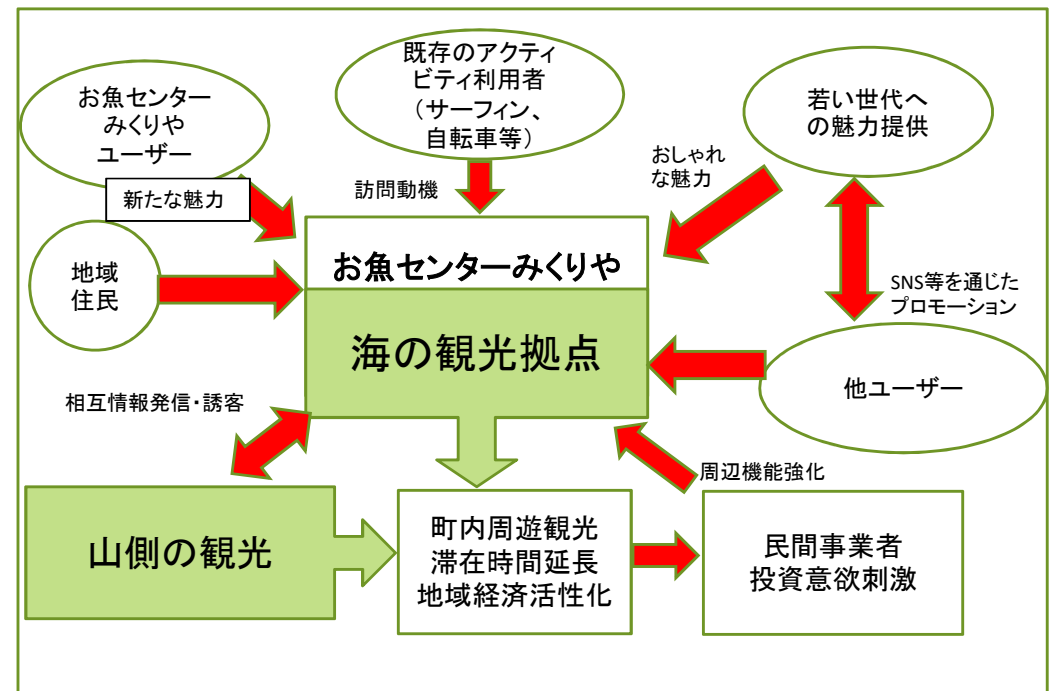 お魚センター
みくりや
ユーザー
既存のアクティ
ビティ利用者
(サーフィン、
自転車等)
若い世代へ
の魅力提供
新たな魅力
訪問動機
おしゃれ
な魅力
地域
住民
お魚センターみくりや
海の観光拠点
SNS等を通じた
プロモーション
他ユーザー
相互情報発信・誘客
周辺機能強化
山側の観光
町内周遊観光
滞在時間延長
地域経済活性化
民間事業者
投資意欲刺激